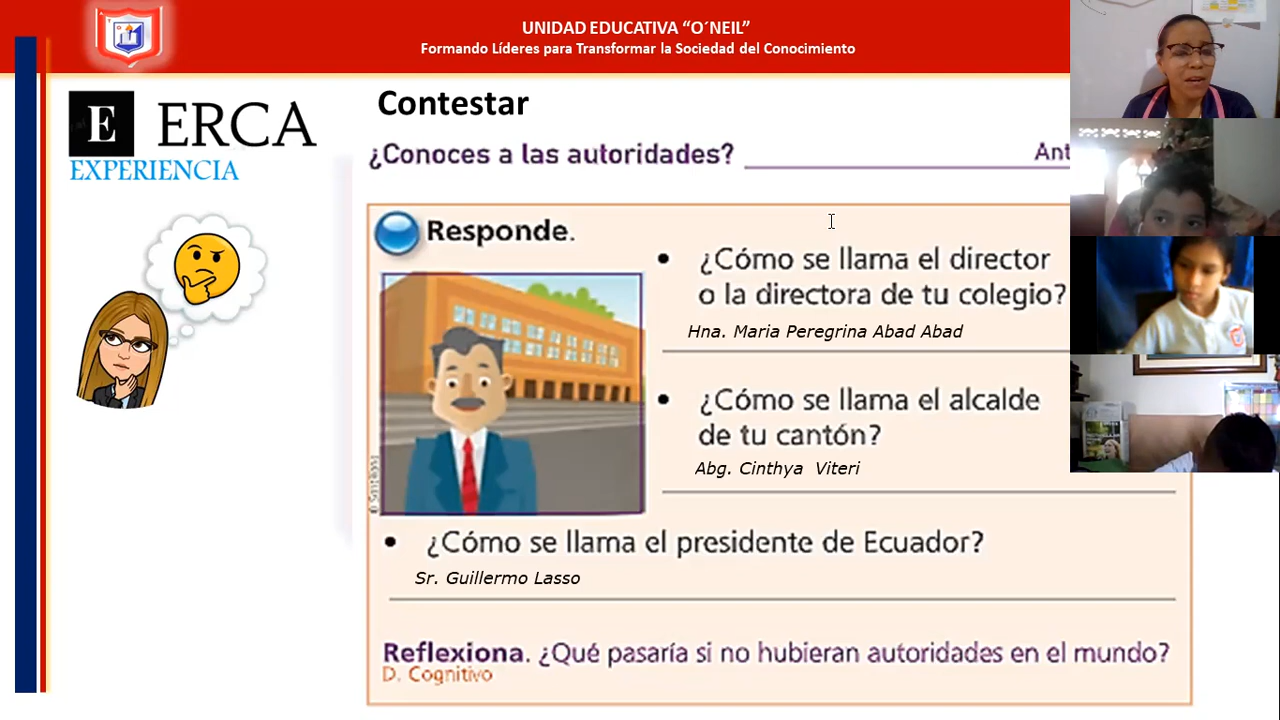 UNIDAD EDUCATIVA “O´NEIL”
Formando Líderes para Transformar la Sociedad del Conocimiento
E ERCA
EXPERIENCIA
Contestar
¿Conoces a las autoridades?
Ant
Responde.
• ¿Cómo se llama el director
o la directora de tu colegio?
Hna. Maria Peregrina Abad Abad
• ¿Cómo se llama el alcalde
de tu cantón?
Abg. Cinthya Viteri
© Santillana
• ¿Cómo se llama el presidente de Ecuador?
Sr. Guillermo Lasso
Reflexiona. ¿Qué pasaría si no hubieran autoridades en el mundo?
D. Cognitivo